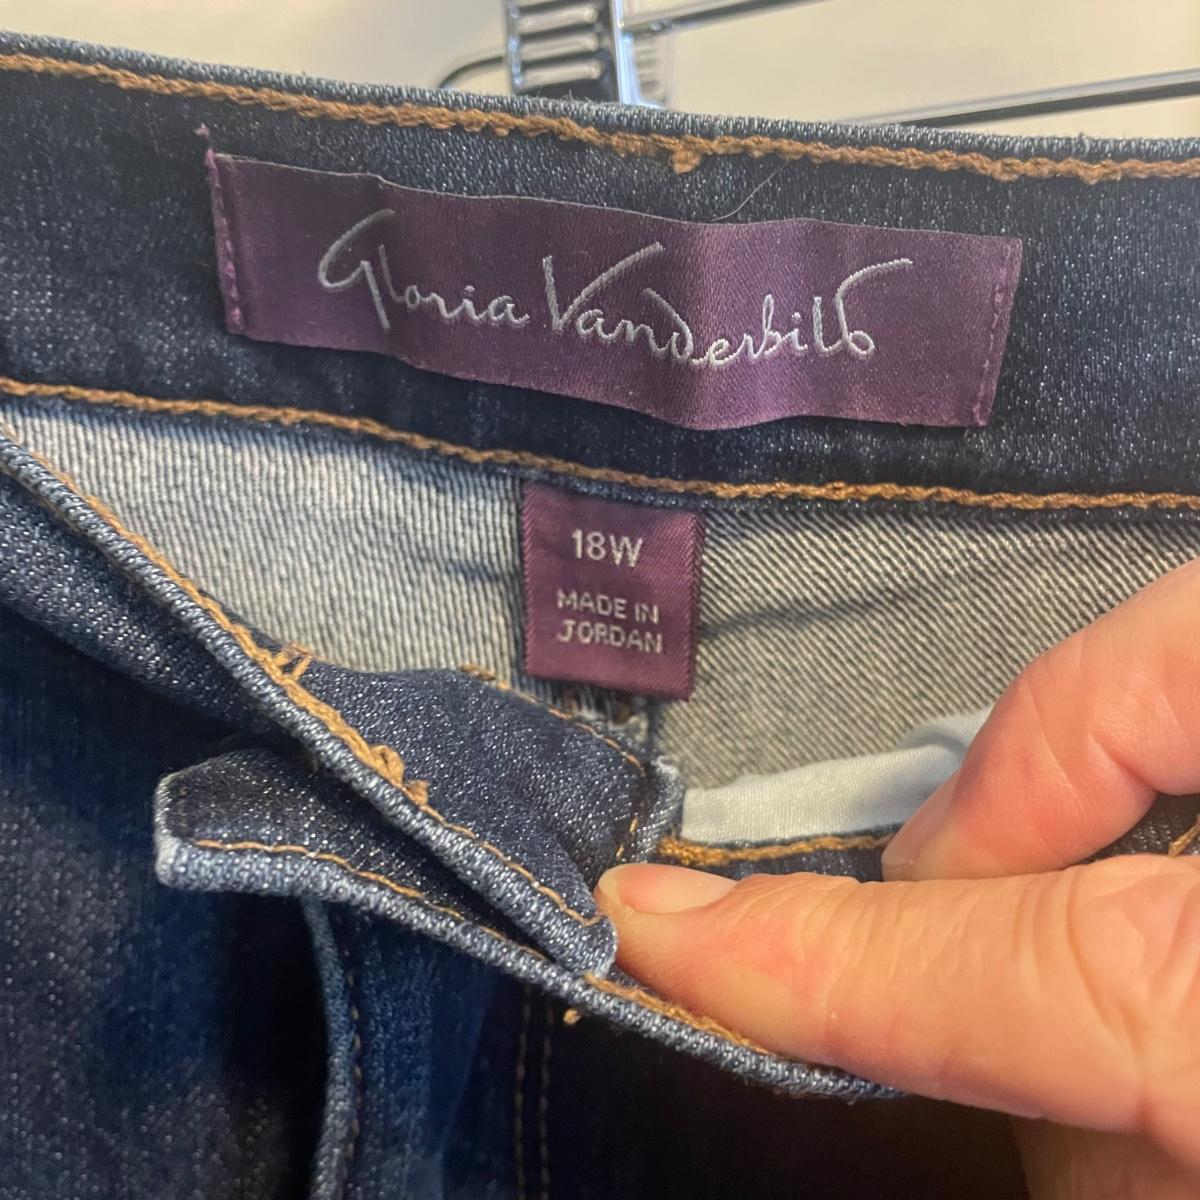 Gloria Vanderbilt
18W
MADE IN
JORDAN